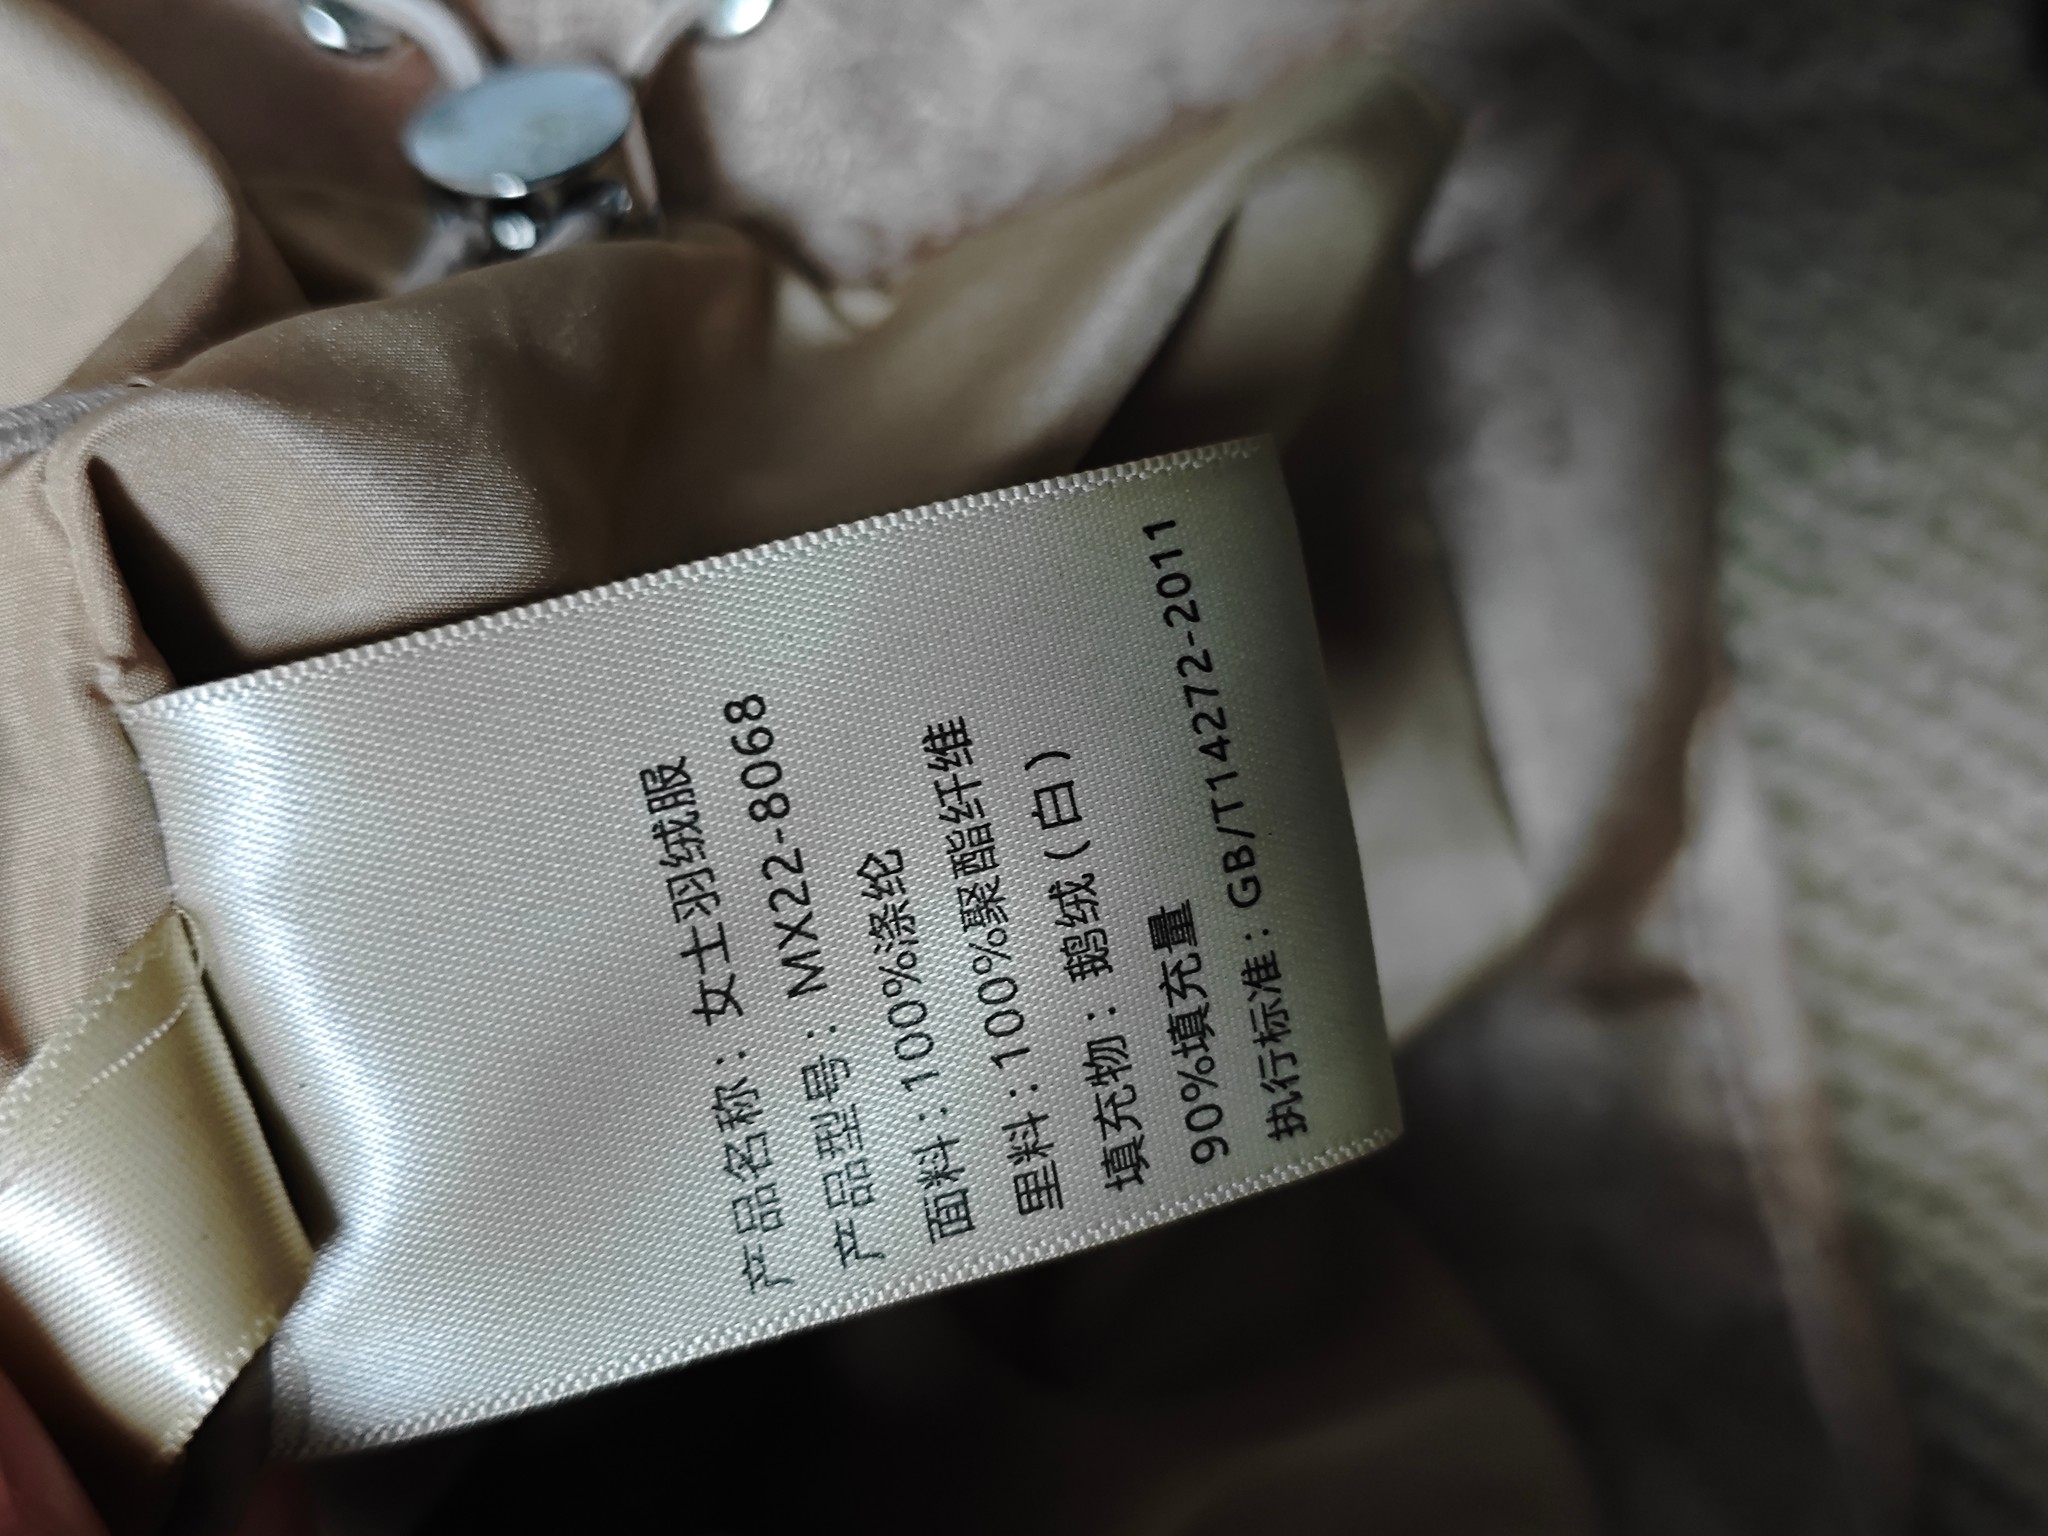 产品名称：女士羽绒服
产品型号：MX22-8068
面料：100%涤纶
里料：100%聚酯纤维
填充物：鹅绒（白）
90%填充量
执行标准：GB/T14272-2011